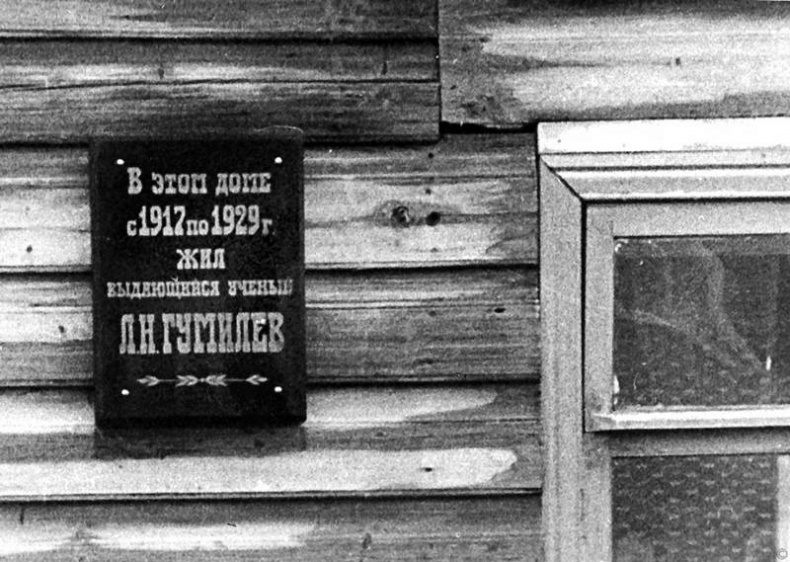 В этом доме
с 1917 по 1929 г.
жил
выдающийся ученый
Л.Н. ГУМИЛЕВ
©